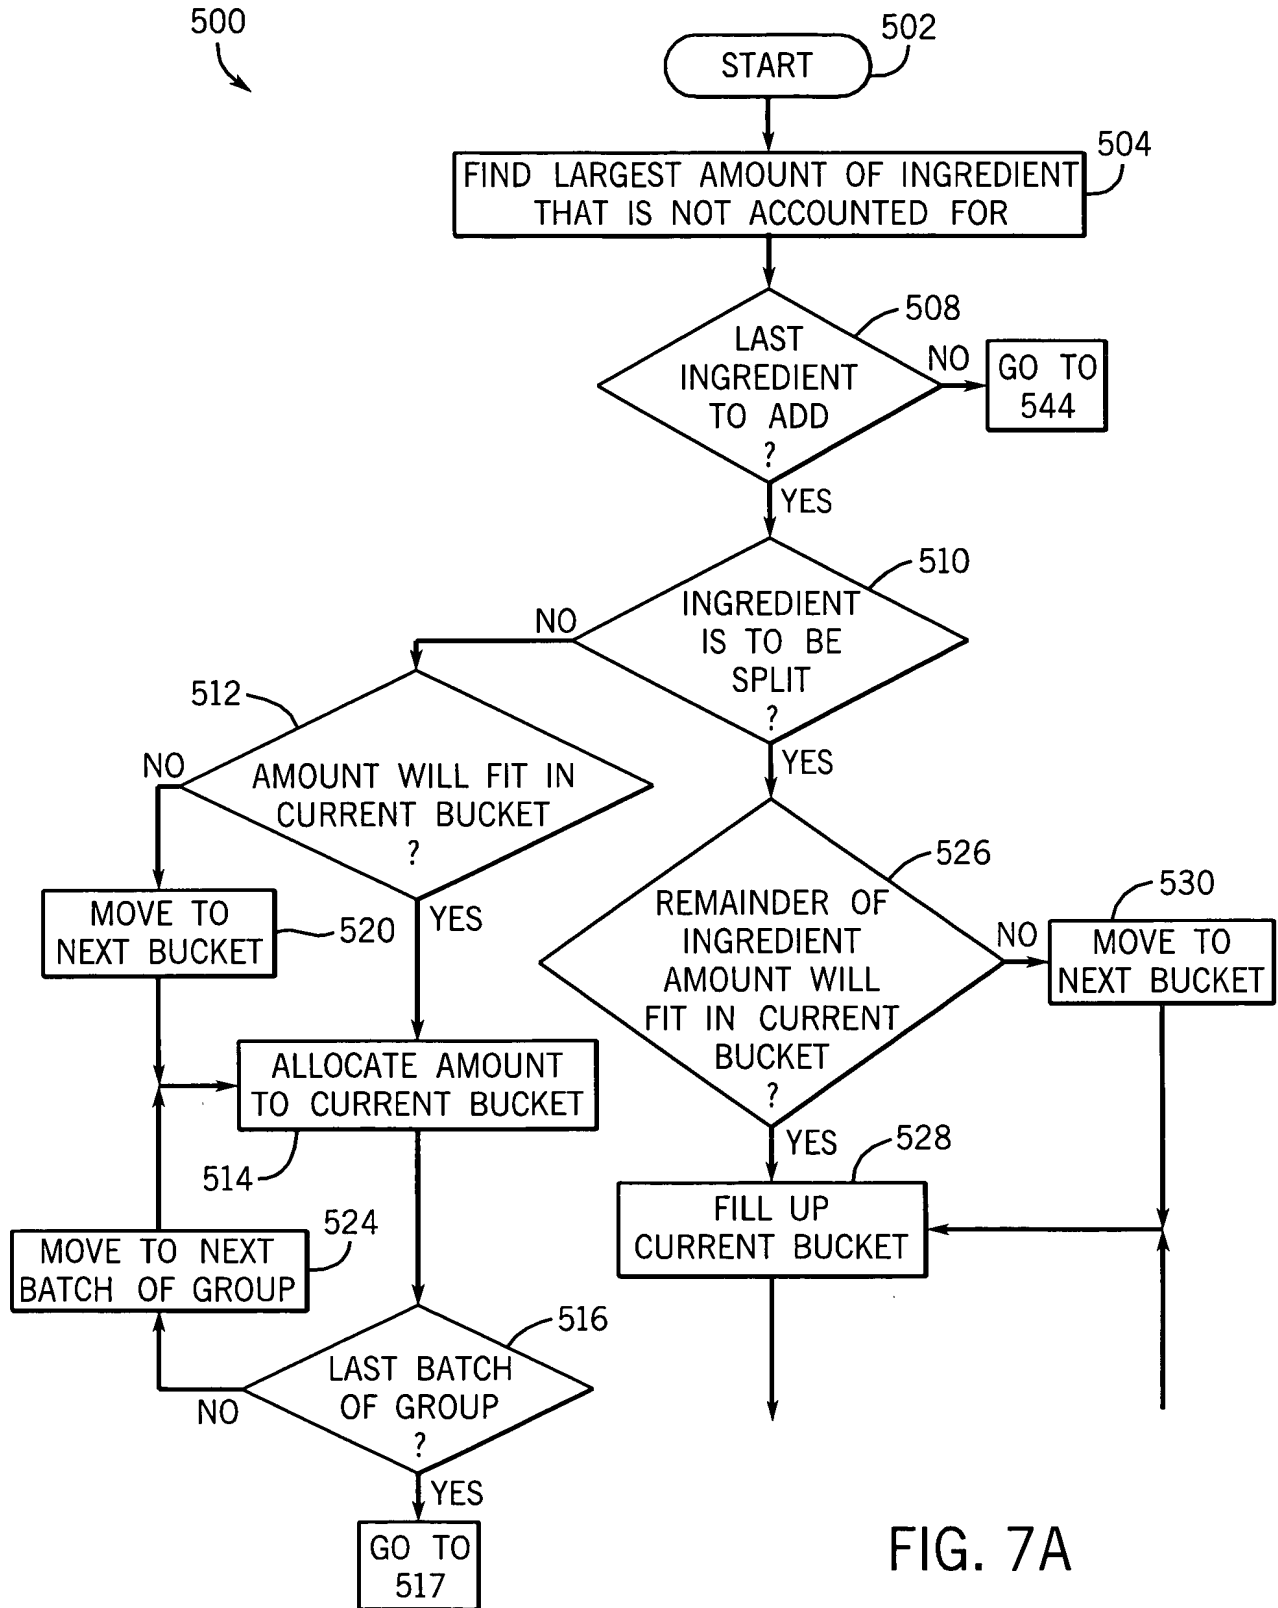 500
502
START
504
FIND LARGEST AMOUNT OF INGREDIENT
THAT IS NOT ACCOUNTED FOR
508
LAST
INGREDIENT
TO ADD
?
NO
GO TO
544
YES
510
INGREDIENT
IS TO BE
SPLIT
?
NO
YES
512
AMOUNT WILL FIT IN
CURRENT BUCKET
?
NO
YES
MOVE TO
NEXT BUCKET
520
526
REMAINDER OF
INGREDIENT
AMOUNT WILL
FIT IN CURRENT
BUCKET
?
NO
530
MOVE TO
NEXT BUCKET
YES
ALLOCATE AMOUNT
TO CURRENT BUCKET
514
528
FILL UP
CURRENT BUCKET
524
MOVE TO NEXT
BATCH OF GROUP
516
LAST BATCH
OF GROUP
?
NO
YES
GO TO
517
FIG. 7A